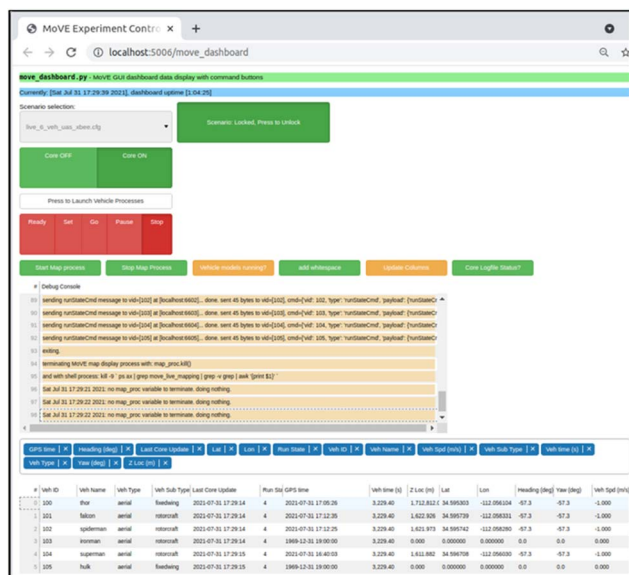 MoVE Experiment Contro × +
localhost:5006/move_dashboard
move_dashboard.py - MoVE GUI dashboard data display with command buttons
Currently: [Sat Jul 31 17:29:39 2021], dashboard uptime [1:04:25]
Scenario selection:
live_6_veh_uas_xbee.cfg
Scenario: Locked, Press to Unlock
Core OFF Core ON
Press to Launch Vehicle Processes
Ready Set Go Pause Stop
Start Map process Stop Map Process Vehicle models running? add whitespace Update Columns Core Logfile Status?
# Debug Console
89 sending runStateCmd message to vid=[102] at [localhost:6602]... done. sent 45 bytes to vid=[102], cmd={'vid': 102, 'type': 'runStateCmd', 'payload': {'runStateC
90 sending runStateCmd message to vid=[103] at [localhost:6603]... done. sent 45 bytes to vid=[103], cmd={'vid': 103, 'type': 'runStateCmd', 'payload': {'runStateC
91 sending runStateCmd message to vid=[104] at [localhost:6604]... done. sent 45 bytes to vid=[104], cmd={'vid': 104, 'type': 'runStateCmd', 'payload': {'runStateC
92 sending runStateCmd message to vid=[105] at [localhost:6605]... done. sent 45 bytes to vid=[105], cmd={'vid': 105, 'type': 'runStateCmd', 'payload': {'runStateC
93 exiting.
94 terminating MoVE map display process with: map_proc.kill()
95 and with shell process: kill -9 ` ps ax | grep move_live_mapping | grep -v grep | awk '{print $1}' `
96 Sat Jul 31 17:29:21 2021: no map_proc variable to terminate. doing nothing.
97 Sat Jul 31 17:29:22 2021: no map_proc variable to terminate. doing nothing.
98 Sat Jul 31 17:29:22 2021: no map_proc variable to terminate. doing nothing.
GPS time | × Heading (deg) | × Last Core Update | × Lat | × Lon | × Run State | × Veh ID | × Veh Name | × Veh Spd (m/s) | × Veh Sub Type | × Veh time (s) | ×
Veh Type | × Yaw (deg) | × Z Loc (m) | ×
# Veh ID Veh Name Veh Type Veh Sub Type Last Core Update Run Sta GPS time Veh time (s) Z Loc (m) Lat Lon Heading (deg) Yaw (deg) Veh Spd (m/s)
0 100 thor aerial fixedwing 2021-07-31 17:29:14 4 2021-07-31 17:05:26 3,229.40 1,712.812 34.595303 -112.056104 -57.3 -57.3 -1.000
1 101 falcon aerial rotorcraft 2021-07-31 17:29:14 4 2021-07-31 17:12:35 3,229.40 1,622.926 34.595739 -112.058331 -57.3 -57.3 -1.000
2 102 spiderman aerial rotorcraft 2021-07-31 17:29:14 4 2021-07-31 17:12:25 3,229.40 1,621.973 34.595742 -112.058280 -57.3 -57.3 -1.000
3 103 ironman aerial rotorcraft 2021-07-31 17:29:14 4 1969-12-31 19:00:00 3,229.40 0.000 0.000000 0.000000 0.0 0.0 -1.000
4 104 superman aerial rotorcraft 2021-07-31 17:29:15 4 2021-07-31 16:40:03 3,229.40 1,611.882 34.596708 -112.056030 -57.3 -57.3 -1.000
5 105 hulk aerial fixedwing 2021-07-31 17:29:15 4 1969-12-31 19:00:00 3,229.40 0.000 0.000000 0.000000 0.0 0.0 -1.000